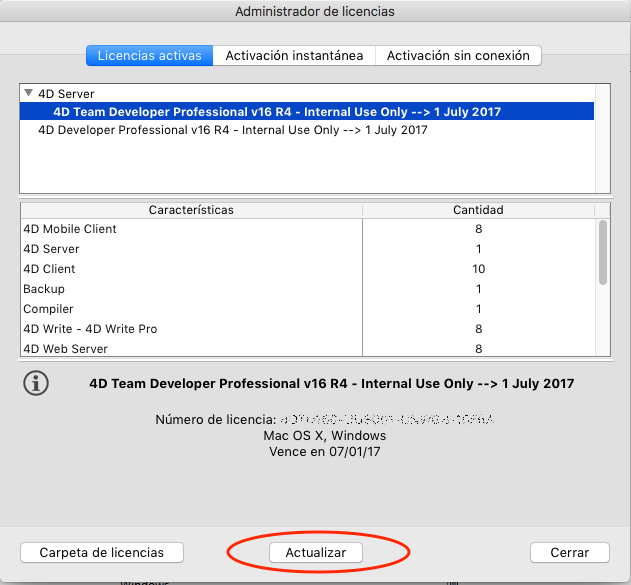 Administrador de licencias
Licencias activas Activación instantánea Activación sin conexión
4D Server
4D Team Developer Professional v16 R4 - Internal Use Only --> 1 July 2017
4D Developer Professional v16 R4 - Internal Use Only --> 1 July 2017
Características Cantidad
4D Mobile Client 8
4D Server 1
4D Client 10
Backup 1
Compiler 1
4D Write - 4D Write Pro 8
4D Web Server 8
4D Team Developer Professional v16 R4 - Internal Use Only --> 1 July 2017
Número de licencia:
Mac OS X, Windows
Vence en 07/01/17
Carpeta de licencias Actualizar Cerrar